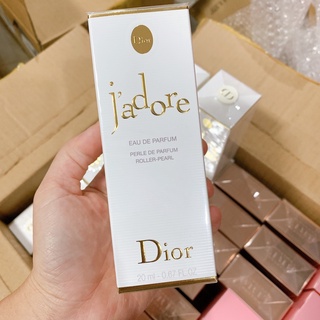 Dior
j'adore
EAU DE PARFUM
PERLE DE PARFUM
ROLLER-PEARL
Dior
20 ml - 0.67 FL.OZ